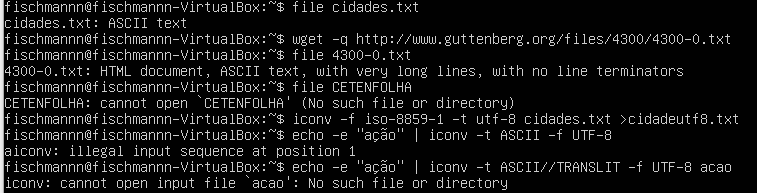 fischmannn@fischmannn-VirtualBox:~$ file cidades.txt
cidades.txt: ASCII text
fischmannn@fischmannn-VirtualBox:~$ wget -q http://www.guttenberg.org/files/4300/4300-0.txt
fischmannn@fischmannn-VirtualBox:~$ file 4300-0.txt
4300-0.txt: HTML document, ASCII text, with very long lines, with no line terminators
fischmannn@fischmannn-VirtualBox:~$ file CETENFOLHA
CETENFOLHA: cannot open `CETENFOLHA' (No such file or directory)
fischmannn@fischmannn-VirtualBox:~$ iconv -f iso-8859-1 -t utf-8 cidades.txt >cidadeutf8.txt
fischmannn@fischmannn-VirtualBox:~$ echo -e "ação" | iconv -t ASCII -f UTF-8
aiconv: illegal input sequence at position 1
fischmannn@fischmannn-VirtualBox:~$ echo -e "ação" | iconv -t ASCII//TRANSLIT -f UTF-8 acao
iconv: cannot open input file `acao': No such file or directory